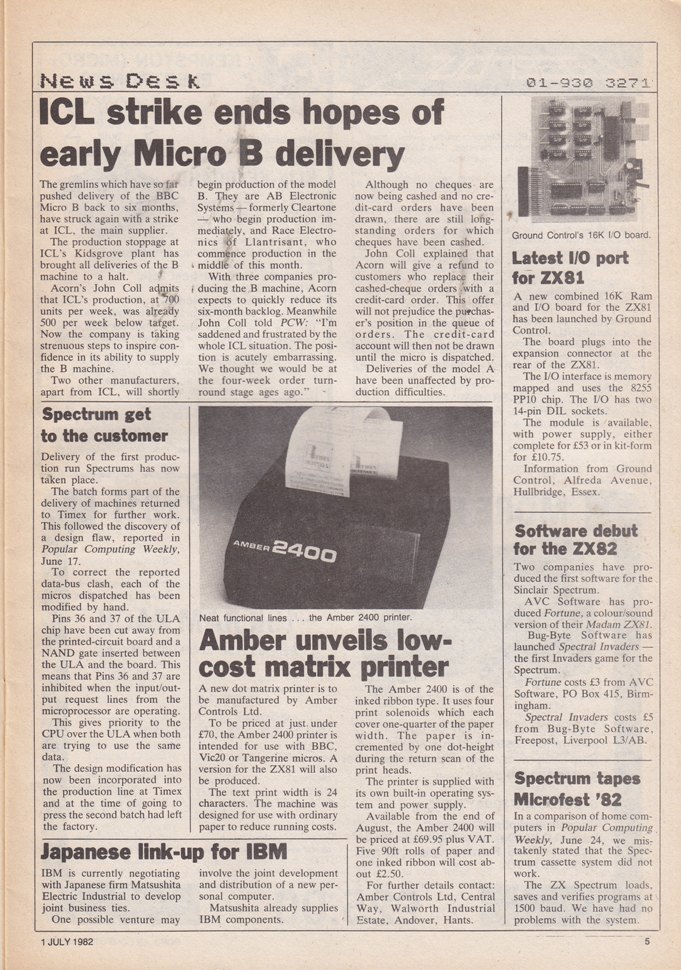 News Desk
01-930 3271
ICL strike ends hopes of
early Micro B delivery
The gremlins which have so far
pushed delivery of the BBC
Micro B back to six months,
have struck again with a strike
at ICL, the main supplier.
The production stoppage at
ICL's Kidsgrove plant has
brought all deliveries of the B
machine to a halt.
Acorn's John Coll admits
that ICL's production, at 700
units per week, was already
500 per week below target.
Now the company is taking
strenuous steps to inspire con-
fidence in its ability to supply
the B machine.
Two other manufacturers,
apart from ICL, will shortly
begin production of the model
B. They are AB Electronic
Systems — formerly Cleartone
— who begin production im-
mediately, and Race Electro-
nics of Llantrisant, who
commence production in the
middle of this month.
With three companies pro-
ducing the B machine, Acorn
expects to quickly reduce its
six-month backlog. Meanwhile
John Coll told PCW: "I'm
saddened and frustrated by the
whole ICL situation. The posi-
tion is acutely embarrassing.
We thought we would be at
the four-week order turn-
round stage ages ago."
Although no cheques are
now being cashed and no cre-
dit-card orders have been
drawn, there are still long-
standing orders for which
cheques have been cashed.
John Coll explained that
Acorn will give a refund to
customers who replace their
cashed-cheque orders with a
credit-card order. This offer
will not prejudice the purchas-
er's position in the queue of
orders. The credit-card
account will then not be drawn
until the micro is dispatched.
Deliveries of the model A
have been unaffected by pro-
duction difficulties.
Ground Control's 16K I/O board.
Latest I/O port
for ZX81
A new combined 16K Ram
and I/O board for the ZX81
has been launched by Ground
Control.
The board plugs into the
expansion connector at the
rear of the ZX81.
The I/O interface is memory
mapped and uses the 8255
PP10 chip. The I/O has two
14-pin DIL sockets.
The module is available,
with power supply, either
complete for £53 or in kit-form
for £10.75.
Information from Ground
Control, Alfreda Avenue,
Hullbridge, Essex.
Spectrum get
to the customer
Delivery of the first produc-
tion run Spectrums has now
taken place.
The batch forms part of the
delivery of machines returned
to Timex for further work.
This followed the discovery of
a design flaw, reported in
Popular Computing Weekly,
June 17.
To correct the reported
data-bus clash, each of the
micros dispatched has been
modified by hand.
Pins 36 and 37 of the ULA
chip have been cut away from
the printed-circuit board and a
NAND gate inserted between
the ULA and the board. This
means that Pins 36 and 37 are
inhibited when the input/out-
put request lines from the
microprocessor are operating.
This gives priority to the
CPU over the ULA when both
are trying to use the same
data.
The design modification has
now been incorporated into
the production line at Timex
and at the time of going to
press the second batch had left
the factory.
AMBER 2400
Neat functional lines . . . the Amber 2400 printer.
Amber unveils low-
cost matrix printer
A new dot matrix printer is to
be manufactured by Amber
Controls Ltd.
To be priced at just under
£70, the Amber 2400 printer is
intended for use with BBC,
Vic20 or Tangerine micros. A
version for the ZX81 will also
be produced.
The text print width is 24
characters. The machine was
designed for use with ordinary
paper to reduce running costs.
The Amber 2400 is of the
inked ribbon type. It uses four
print solenoids which each
cover one-quarter of the paper
width. The paper is in-
cremented by one dot-height
during the return scan of the
print heads.
The printer is supplied with
its own built-in operating sys-
tem and power supply.
Available from the end of
August, the Amber 2400 will
be priced at £69.95 plus VAT.
Five 90ft rolls of paper and
one inked ribbon will cost ab-
out £2.50.
For further details contact:
Amber Controls Ltd, Central
Way, Walworth Industrial
Estate, Andover, Hants.
Software debut
for the ZX82
Two companies have pro-
duced the first software for the
Sinclair Spectrum.
AVC Software has pro-
duced Fortune, a colour/sound
version of their Madam ZX81.
Bug-Byte Software has
launched Spectral Invaders —
the first Invaders game for the
Spectrum.
Fortune costs £3 from AVC
Software, PO Box 415, Birm-
ingham.
Spectral Invaders costs £5
from Bug-Byte Software,
Freepost, Liverpool L3/AB.
Spectrum tapes
Microfest '82
In a comparison of home com-
puters in Popular Computing
Weekly, June 24, we mis-
takenly stated that the Spec-
trum cassette system did not
work.
The ZX Spectrum loads,
saves and verifies programs at
1500 baud. We have had no
problems with the system.
Japanese link-up for IBM
IBM is currently negotiating
with Japanese firm Matsushita
Electric Industrial to develop
joint business ties.
One possible venture may
involve the joint development
and distribution of a new per-
sonal computer.
Matsushita already supplies
IBM components.
1 JULY 1982
5